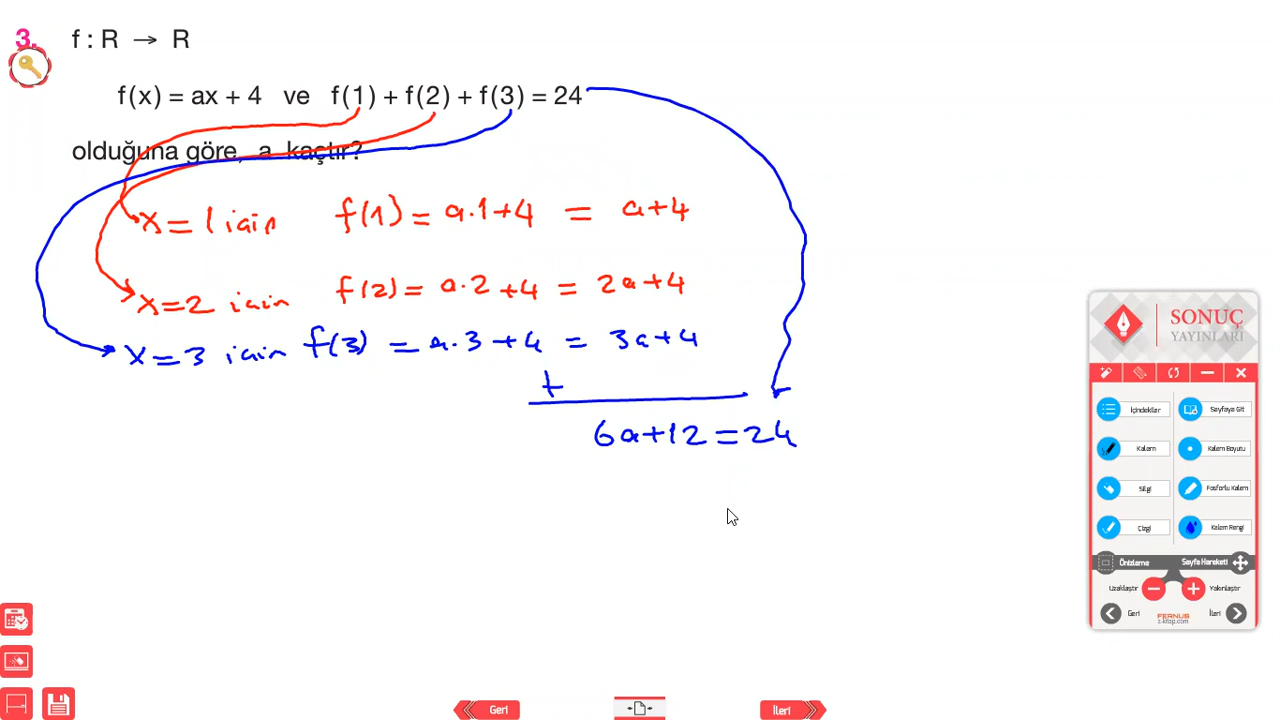 3. f : R → R
f(x) = ax + 4 ve f(1) + f(2) + f(3) = 24
olduğuna göre, a kaçtır?
x = 1 için f(1) = a.1+4 = a+4
x=2 için f(2) = a.2 +4 = 2a+4
x=3 için f(3) = a.3 +4 = 3a+4
+
6a+12 = 24
SONUÇ
YAYINLARI
İçindekiler
Sayfaya Git
Kalem
Kalem Boyutu
Silgi
Fosforlu Kalem
Çizgi
Kalem Rengi
Önizleme
Sayfa Hareketi
Uzaklaştır
Yakınlaştır
Geri
FERNUS
z-kitap.com
İleri
Geri
İleri